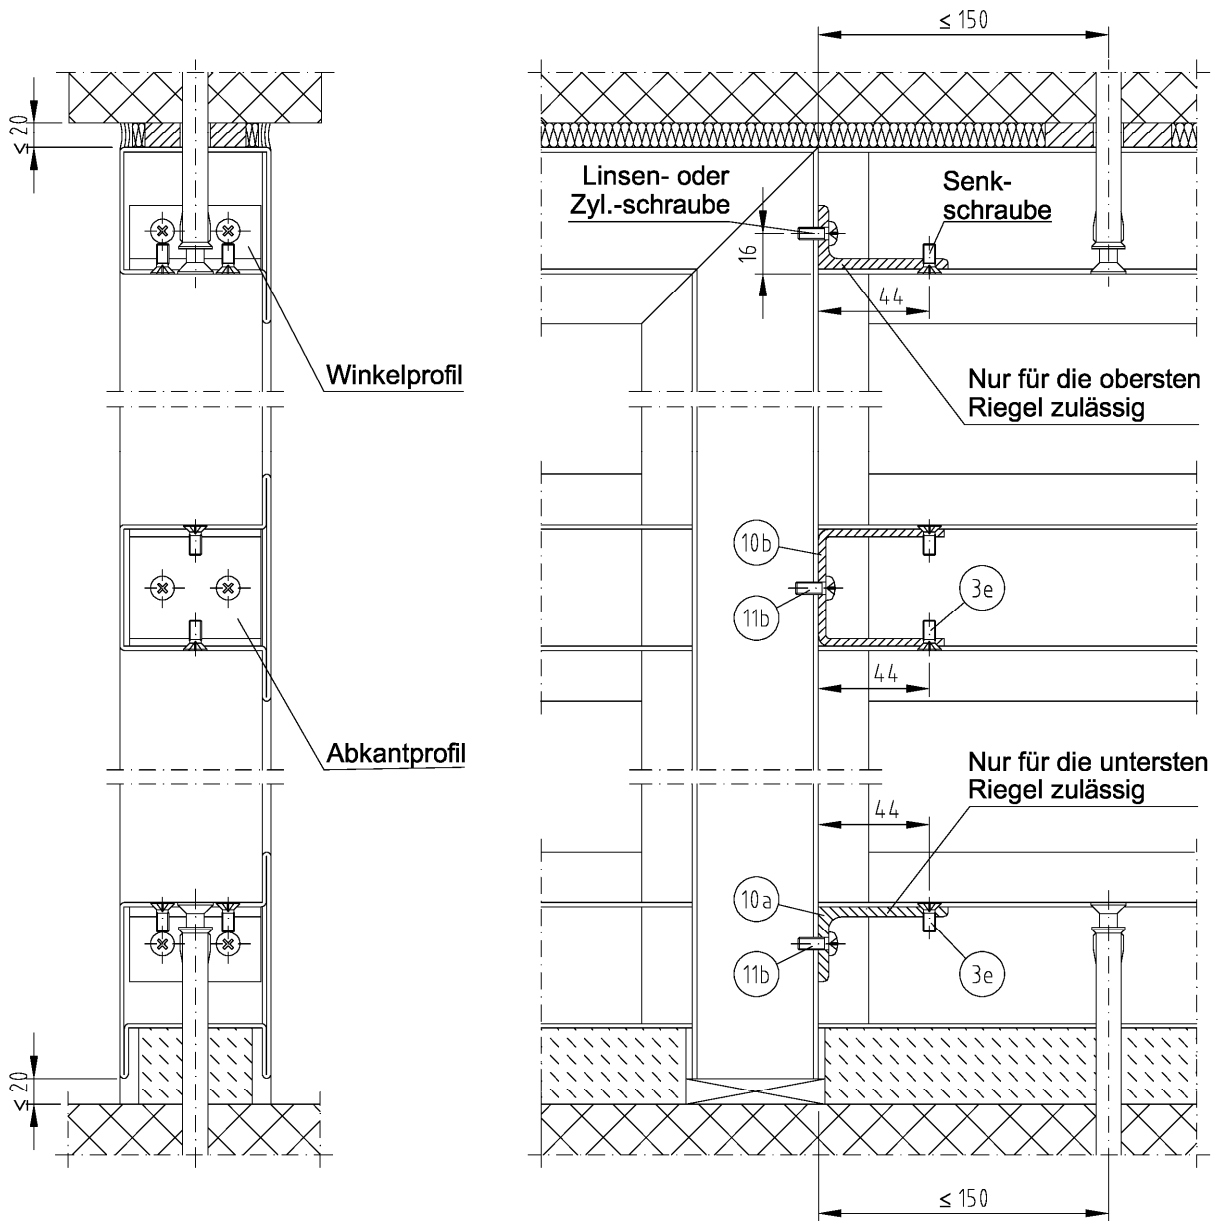 ≤ 150
≤ 20
Linsen- oder
Zyl.-schraube
Senk-
schraube
16
44
Winkelprofil
Nur für die obersten
Riegel zulässig
10b
11b
3e
44
Abkantprofil
Nur für die untersten
Riegel zulässig
44
10a
11b
3e
≤ 20
≤ 150